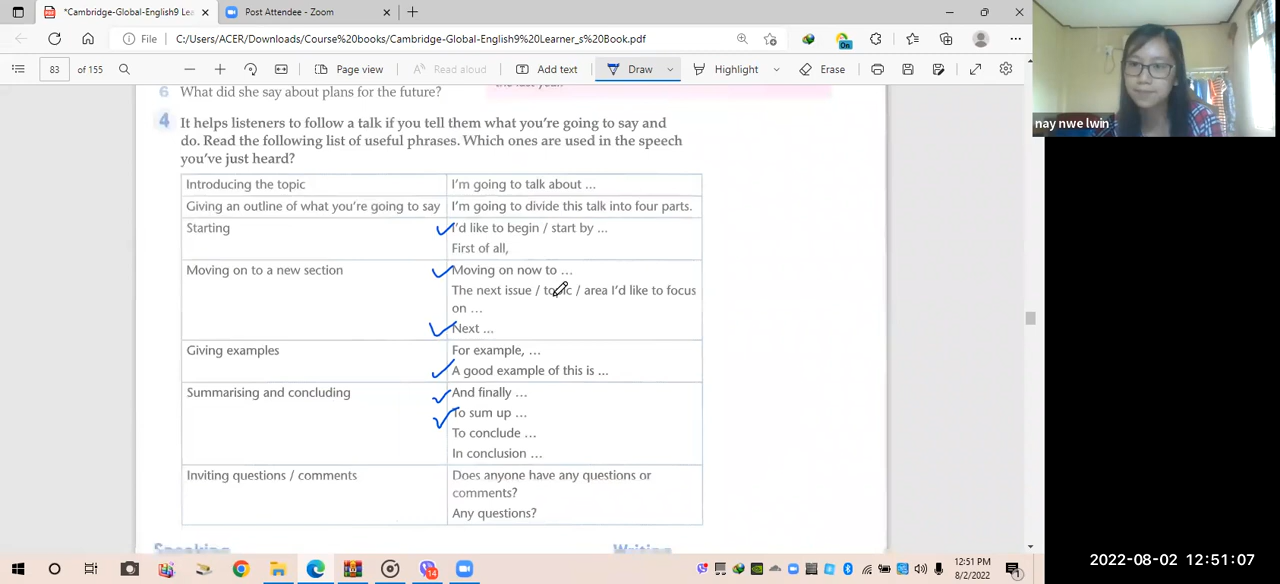 *Cambridge-Global-English9 Lea
Post Attendee - Zoom
File
C:/Users/ACER/Downloads/Course%20books/Cambridge-Global-English9%20Learner_s%20Book.pdf
On
83
of 155
Page view
Read aloud
Add text
Draw
Highlight
Erase
6 What did she say about plans for the future?
the last year.
4 It helps listeners to follow a talk if you tell them what you're going to say and
do. Read the following list of useful phrases. Which ones are used in the speech
you've just heard?
Introducing the topic
I'm going to talk about ...
Giving an outline of what you're going to say
I'm going to divide this talk into four parts.
Starting
I'd like to begin / start by ...
First of all,
Moving on to a new section
Moving on now to ...
The next issue / topic / area I'd like to focus
on ...
Next ...
Giving examples
For example, ...
A good example of this is ...
Summarising and concluding
And finally ...
To sum up ...
To conclude ...
In conclusion ...
Inviting questions / comments
Does anyone have any questions or
comments?
Any questions?
Speaking
Writing
nay nwe lwin
14
12:51 PM
8/2/2022
1
2022-08-02 12:51:07